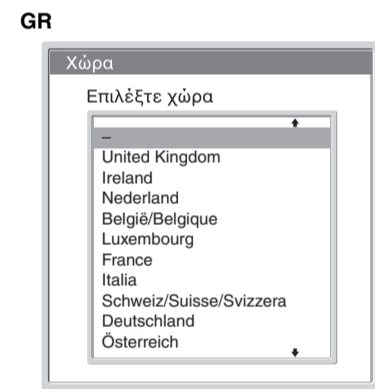 GR
Χώρα
Επιλέξτε χώρα
–
United Kingdom
Ireland
Nederland
België/Belgique
Luxembourg
France
Italia
Schweiz/Suisse/Svizzera
Deutschland
Österreich